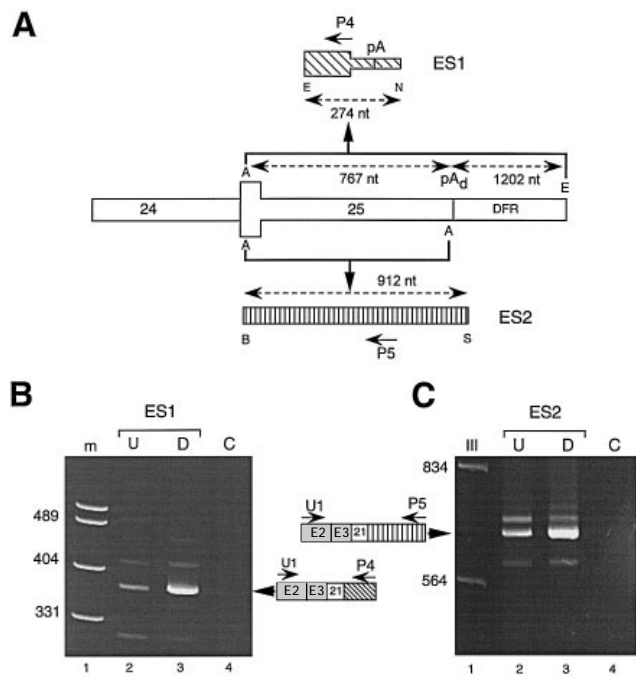 A
P4
pA
ES1
E N
274 nt
A
767 nt
pAd
1202 nt
E
24
25
DFR
A
A
912 nt
ES2
B
P5
S
B
ES1
m U D C
489
404
331
1 2 3 4
U1
P5
E2 E3 21
U1
P4
E2 E3 21
C
ES2
III U D C
834
564
1 2 3 4